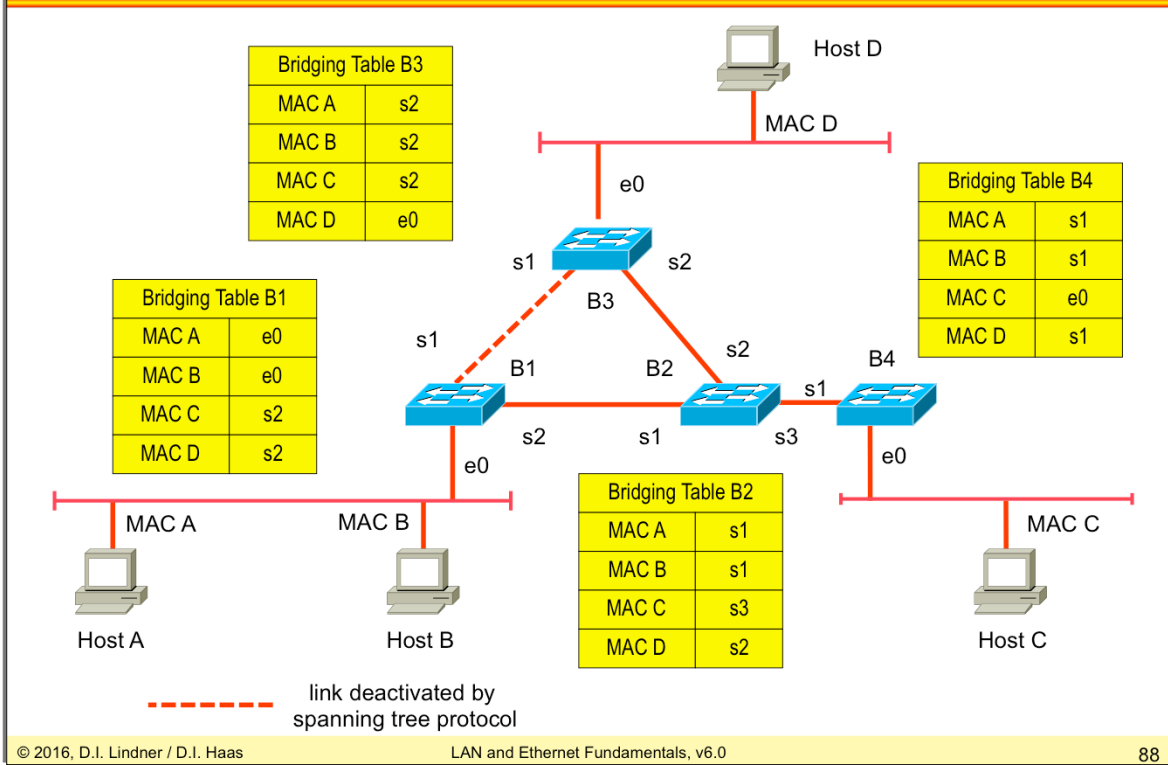 Bridging Table B3
MAC A s2
MAC B s2
MAC C s2
MAC D e0
Host D
MAC D
e0
s1
s2
B3
Bridging Table B4
MAC A s1
MAC B s1
MAC C e0
MAC D s1
Bridging Table B1
MAC A e0
MAC B e0
MAC C s2
MAC D s2
s1
B1
s2
e0
B2
s2
s1
s3
B4
s1
e0
MAC A
MAC B
Host A
Host B
Bridging Table B2
MAC A s1
MAC B s1
MAC C s3
MAC D s2
MAC C
Host C
link deactivated by
spanning tree protocol
© 2016, D.I. Lindner / D.I. Haas
LAN and Ethernet Fundamentals, v6.0
88